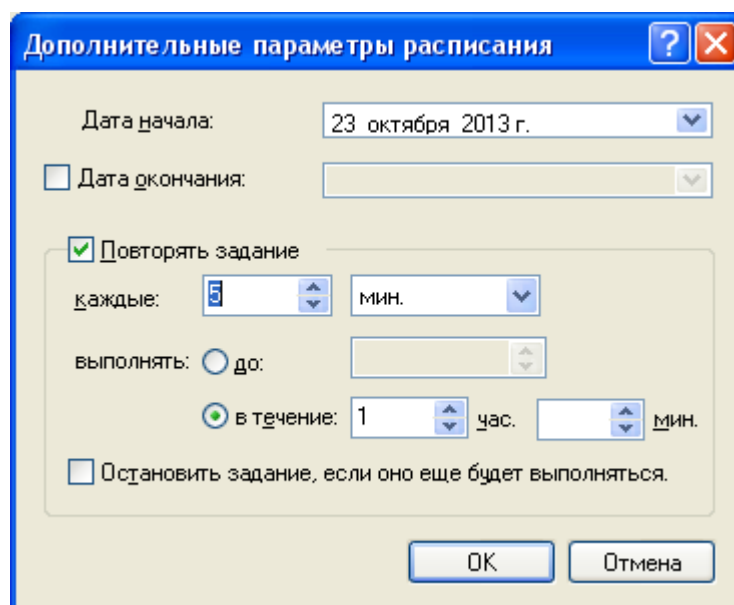 Дополнительные параметры расписания
Дата начала: 23 октября 2013 г.
Дата окончания:
Повторять задание
каждые: 5 мин.
выполнять: до:
в течение: 1 час. мин.
Остановить задание, если оно еще будет выполняться.
OK Отмена